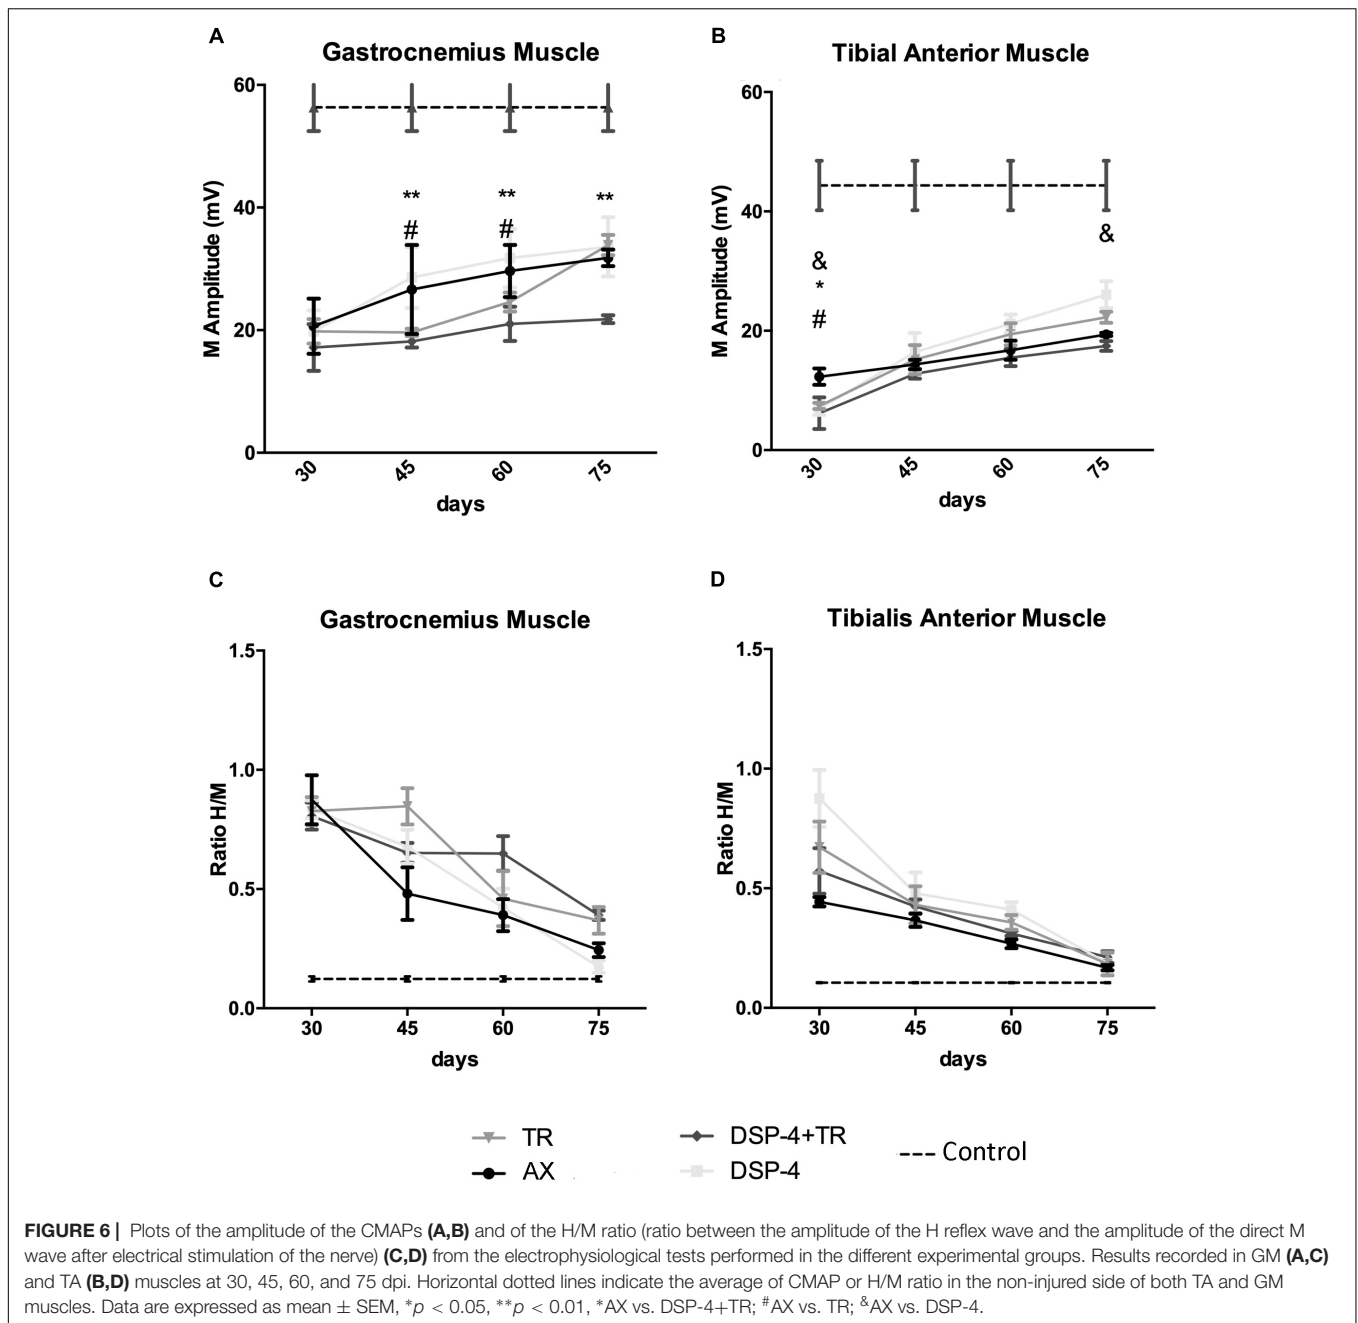 A
Gastrocnemius Muscle
60
40
20
0
M Amplitude (mV)
**
#
**
#
**
30 45 60 75
days
B
Tibial Anterior Muscle
60
40
20
0
M Amplitude (mV)
&
*
#
&
30 45 60 75
days
C
Gastrocnemius Muscle
1.5
1.0
0.5
0.0
Ratio H/M
30 45 60 75
days
D
Tibialis Anterior Muscle
1.5
1.0
0.5
0.0
Ratio H/M
30 45 60 75
days
TR
AX
DSP-4+TR
DSP-4
Control
FIGURE 6 | Plots of the amplitude of the CMAPs (A,B) and of the H/M ratio (ratio between the amplitude of the H reflex wave and the amplitude of the direct M
wave after electrical stimulation of the nerve) (C,D) from the electrophysiological tests performed in the different experimental groups. Results recorded in GM (A,C)
and TA (B,D) muscles at 30, 45, 60, and 75 dpi. Horizontal dotted lines indicate the average of CMAP or H/M ratio in the non-injured side of both TA and GM
muscles. Data are expressed as mean ± SEM, *p < 0.05, **p < 0.01, *AX vs. DSP-4+TR; #AX vs. TR; &AX vs. DSP-4.